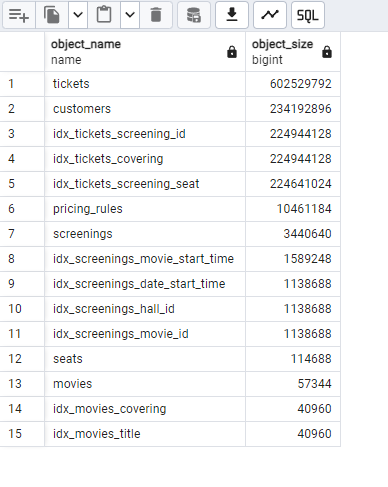 SQL
object_name object_size
name bigint
1 tickets 602529792
2 customers 234192896
3 idx_tickets_screening_id 224944128
4 idx_tickets_covering 224944128
5 idx_tickets_screening_seat 224641024
6 pricing_rules 10461184
7 screenings 3440640
8 idx_screenings_movie_start_time 1589248
9 idx_screenings_date_start_time 1138688
10 idx_screenings_hall_id 1138688
11 idx_screenings_movie_id 1138688
12 seats 114688
13 movies 57344
14 idx_movies_covering 40960
15 idx_movies_title 40960